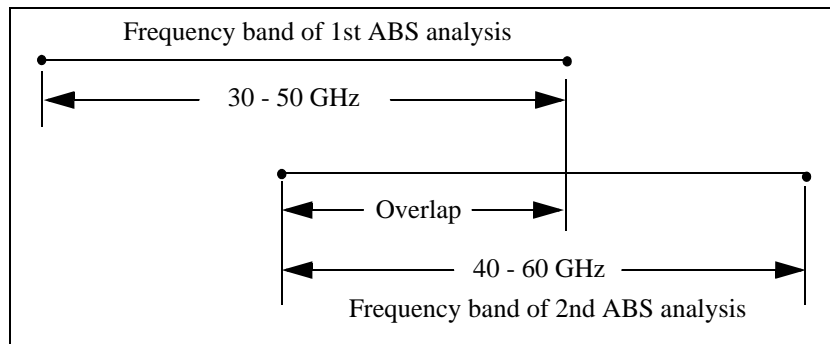 Frequency band of 1st ABS analysis
30 - 50 GHz
Overlap
40 - 60 GHz
Frequency band of 2nd ABS analysis